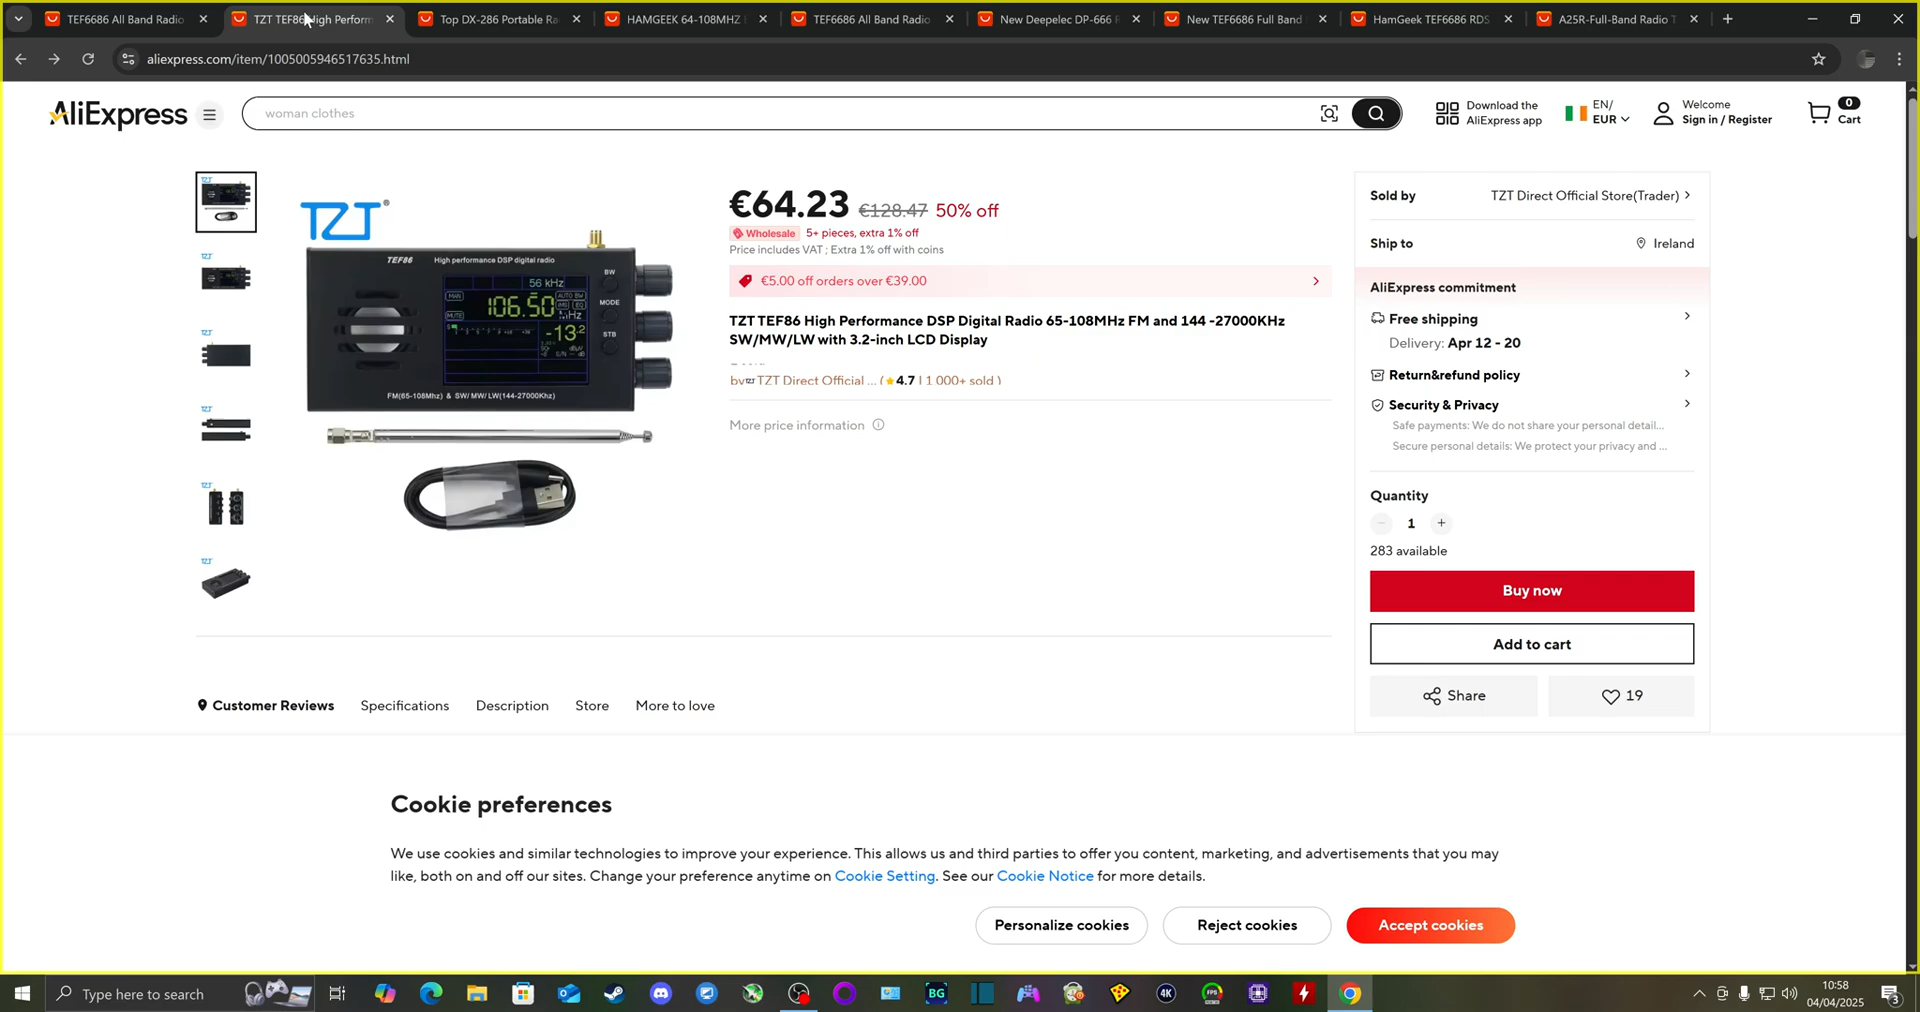 TEF6686 All Band Radio
TZT TEF86 High Perform
Top DX-286 Portable Ra
HAMGEEK 64-108MHZ
TEF6686 All Band Radio
New Deepelec DP-666
New TEF6686 Full Band
HamGeek TEF6686 RDS
A25R-Full-Band Radio
aliexpress.com/item/1005005946517635.html
AliExpress
woman clothes
Download the
AliExpress app
EN/
EUR
Welcome
Sign in / Register
0
Cart
TZT
TEF86 High performance DSP digital radio
BW
56 kHz
MAN
106.50
MHz
AUTO BW
MODE
MUTE
-13.2
STB
FM(65-108Mhz) & SW/ MW/ LW(144-27000Khz)
€64.23 €128.47 50% off
Wholesale 5+ pieces, extra 1% off
Price includes VAT ; Extra 1% off with coins
€5.00 off orders over €39.00
TZT TEF86 High Performance DSP Digital Radio 65-108MHz FM and 144 -27000KHz
SW/MW/LW with 3.2-inch LCD Display
by TZT Direct Official ... ( 4.7 | 1,000+ sold )
More price information
Sold by TZT Direct Official Store(Trader)
Ship to Ireland
AliExpress commitment
Free shipping
Delivery: Apr 12 - 20
Return&refund policy
Security & Privacy
Safe payments: We do not share your personal detail...
Secure personal details: We protect your privacy and ...
Quantity
1
283 available
Buy now
Add to cart
Share
19
Customer Reviews Specifications Description Store More to love
Cookie preferences
We use cookies and similar technologies to improve your experience. This allows us and third parties to offer you content, marketing, and advertisements that you may
like, both on and off our sites. Change your preference anytime on Cookie Setting. See our Cookie Notice for more details.
Personalize cookies
Reject cookies
Accept cookies
Type here to search
BG
4K
FPS
10:58
04/04/2025
3